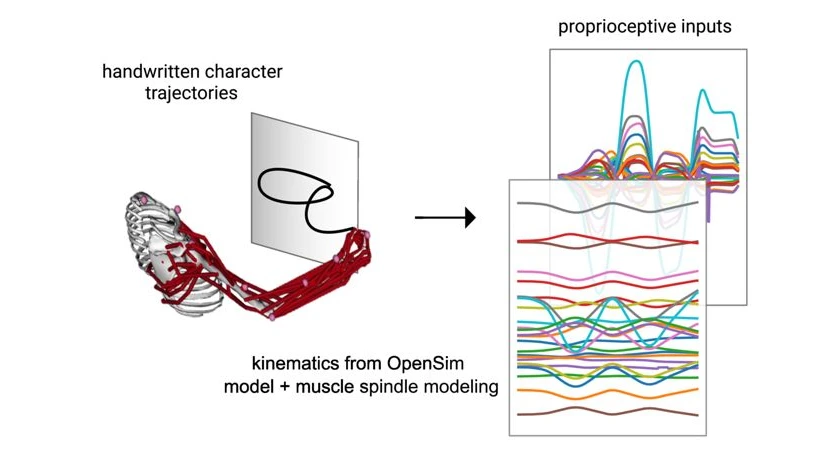 proprioceptive inputs
handwritten character
trajectories
kinematics from OpenSim
model + muscle spindle modeling